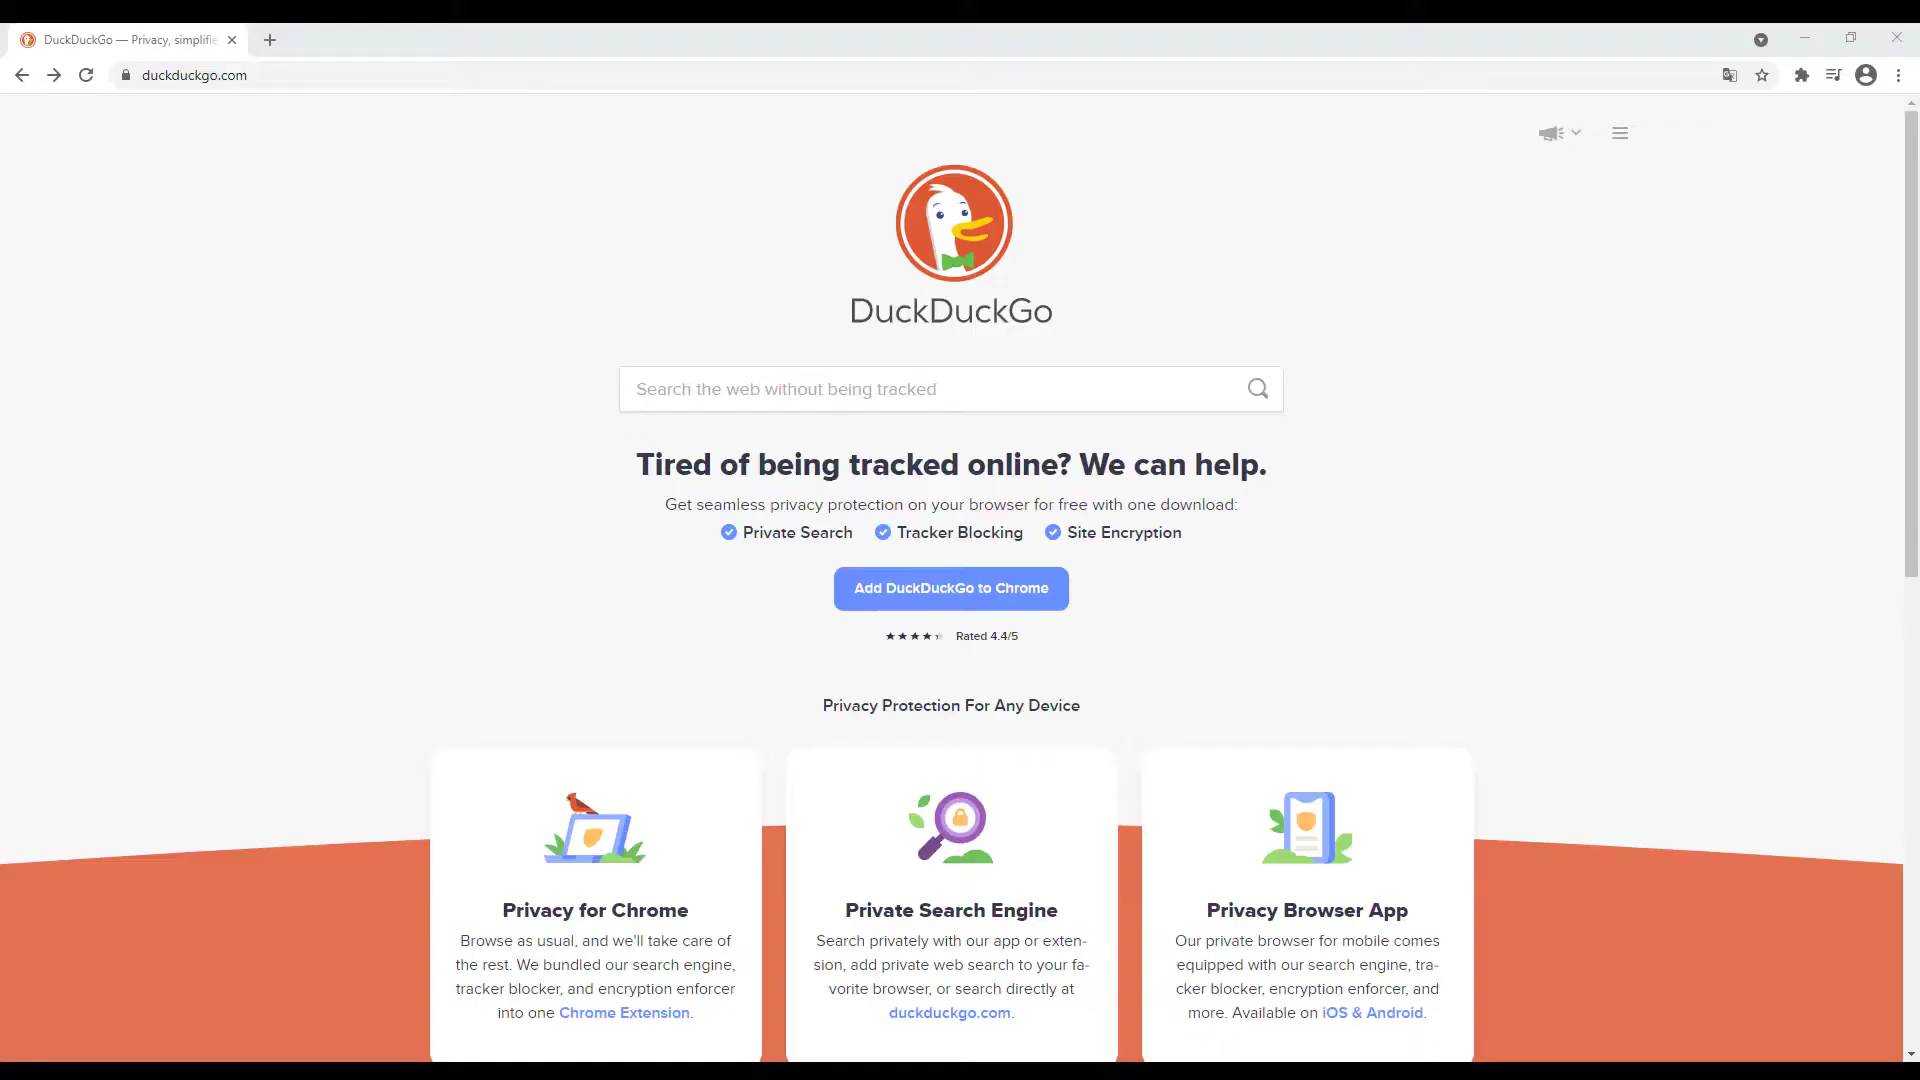 DuckDuckGo — Privacy, simplifie
duckduckgo.com
DuckDuckGo
Search the web without being tracked
Tired of being tracked online? We can help.
Get seamless privacy protection on your browser for free with one download:
Private Search Tracker Blocking Site Encryption
Add DuckDuckGo to Chrome
Rated 4.4/5
Privacy Protection For Any Device
Privacy for Chrome
Browse as usual, and we'll take care of
the rest. We bundled our search engine,
tracker blocker, and encryption enforcer
into one Chrome Extension.
Private Search Engine
Search privately with our app or exten-
sion, add private web search to your fa-
vorite browser, or search directly at
duckduckgo.com.
Privacy Browser App
Our private browser for mobile comes
equipped with our search engine, tra-
cker blocker, encryption enforcer, and
more. Available on iOS & Android.